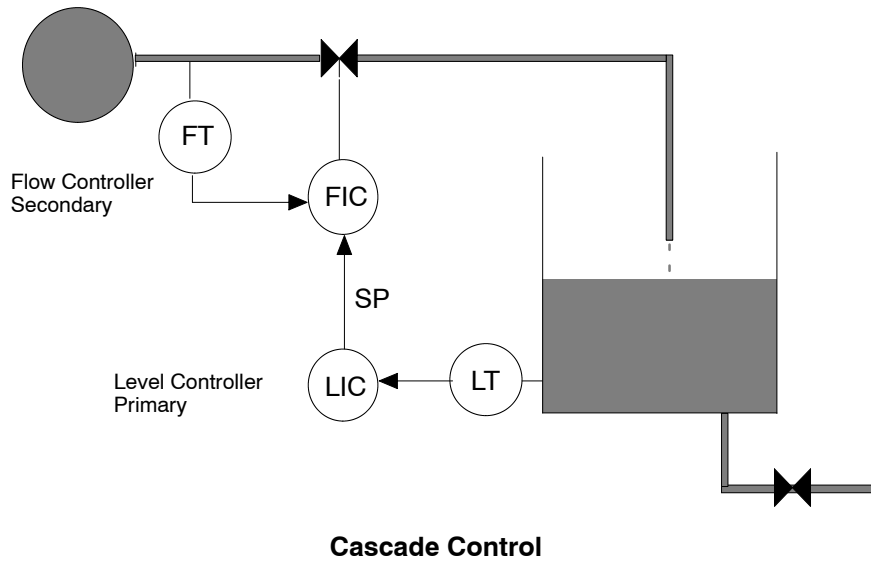 FT
Flow Controller
Secondary
FIC
SP
Level Controller
Primary
LIC
LT
Cascade Control